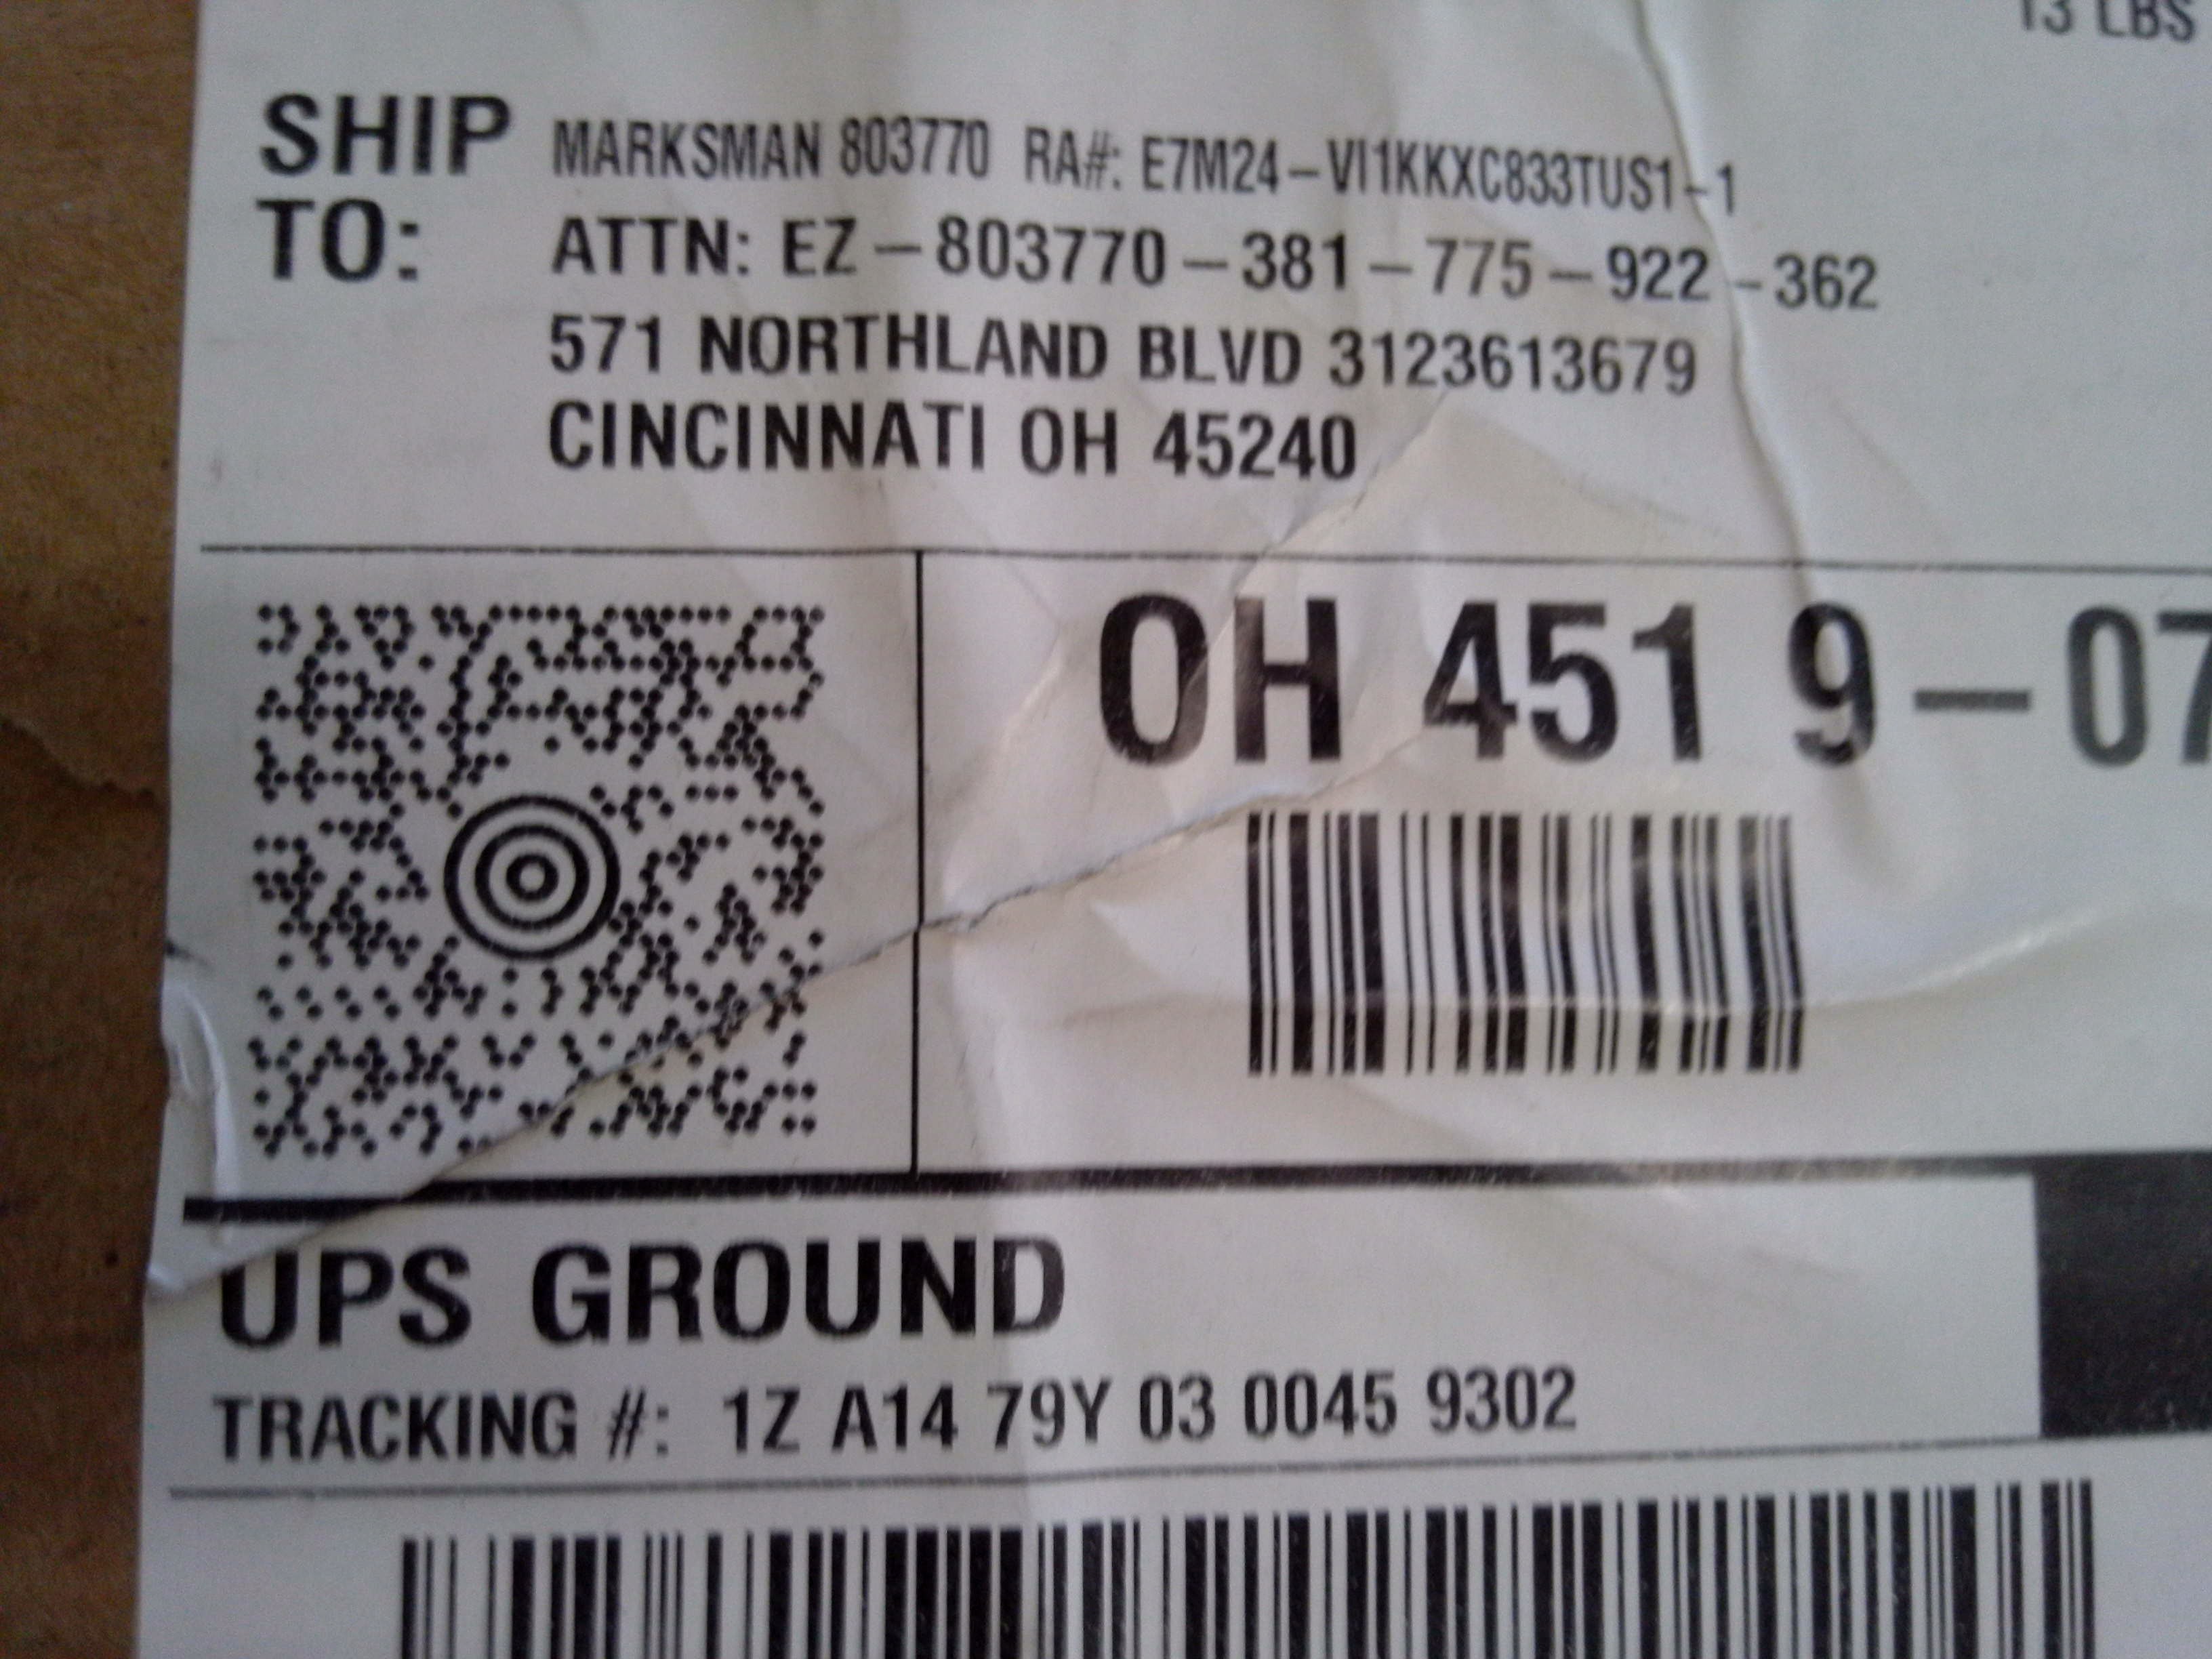 13 LBS
SHIP TO:
MARKSMAN 803770 RA#: E7M24-VI1KKXC833TUS1-1
ATTN: EZ-803770-381-775-922-362
571 NORTHLAND BLVD 3123613679
CINCINNATI OH 45240
OH 451 9-07
UPS GROUND
TRACKING #: 1Z A14 79Y 03 0045 9302